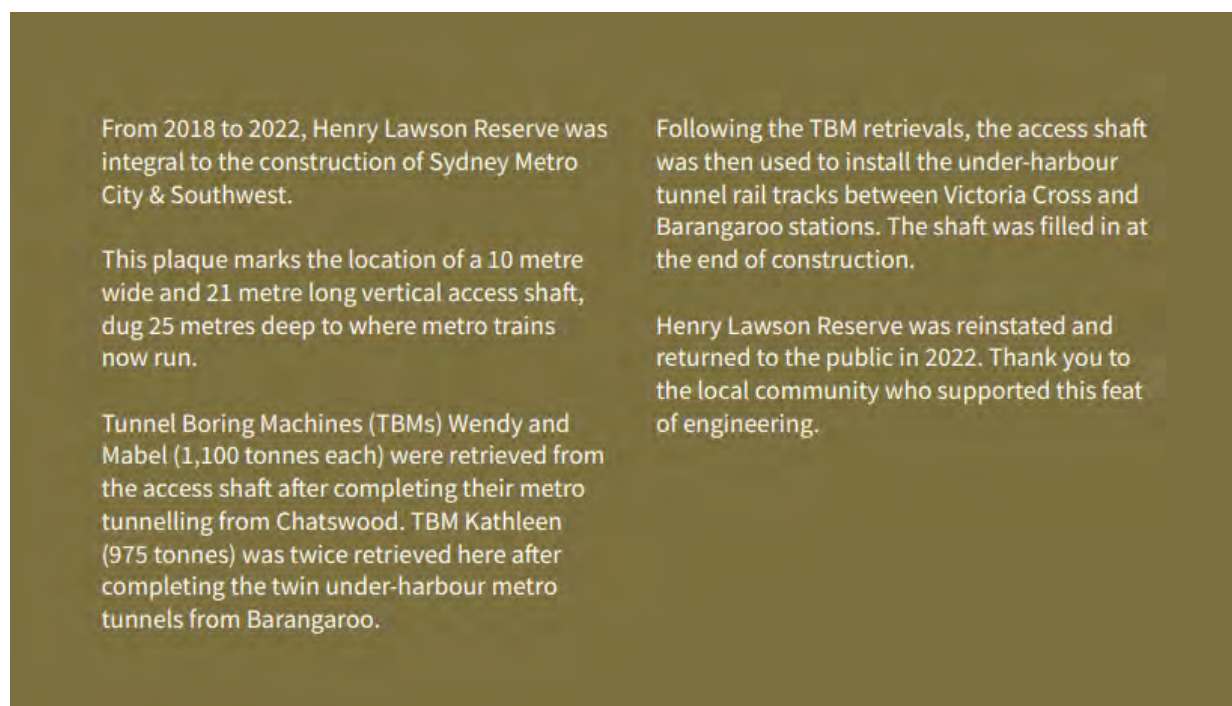 From 2018 to 2022, Henry Lawson Reserve was
integral to the construction of Sydney Metro
City & Southwest.
This plaque marks the location of a 10 metre
wide and 21 metre long vertical access shaft,
dug 25 metres deep to where metro trains
now run.
Tunnel Boring Machines (TBMs) Wendy and
Mabel (1,100 tonnes each) were retrieved from
the access shaft after completing their metro
tunnelling from Chatswood. TBM Kathleen
(975 tonnes) was twice retrieved here after
completing the twin under-harbour metro
tunnels from Barangaroo.
Following the TBM retrievals, the access shaft
was then used to install the under-harbour
tunnel rail tracks between Victoria Cross and
Barangaroo stations. The shaft was filled in at
the end of construction.
Henry Lawson Reserve was reinstated and
returned to the public in 2022. Thank you to
the local community who supported this feat
of engineering.